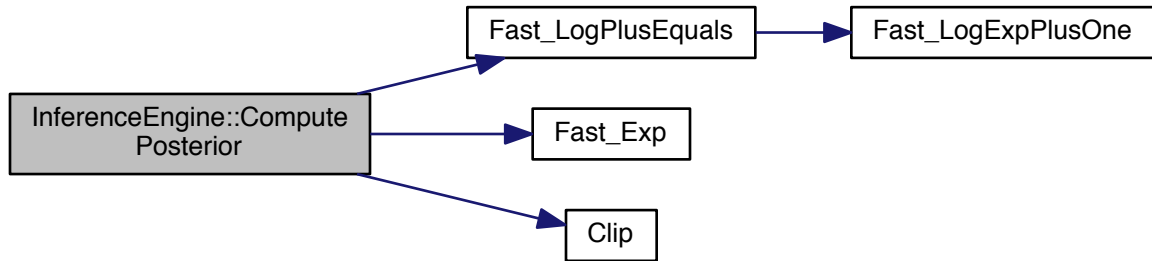 InferenceEngine::Compute
Posterior
Fast_LogPlusEquals
Fast_LogExpPlusOne
Fast_Exp
Clip